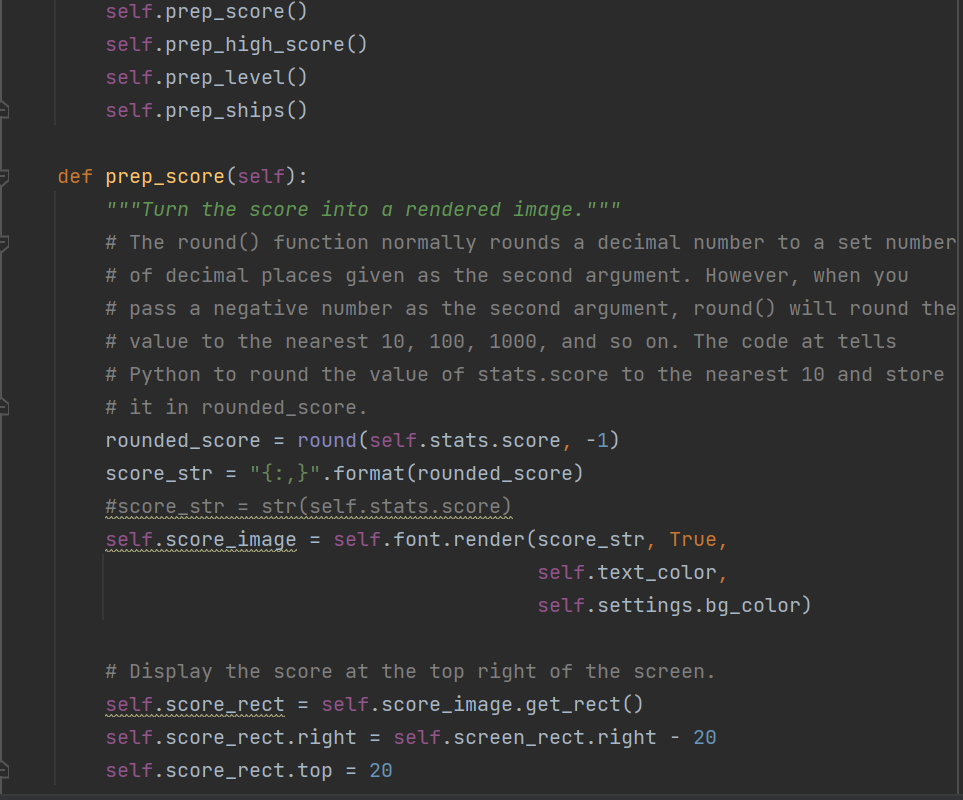 self.prep_score()
self.prep_high_score()
self.prep_level()
self.prep_ships()
def prep_score(self):
"""Turn the score into a rendered image."""
# The round() function normally rounds a decimal number to a set number
# of decimal places given as the second argument. However, when you
# pass a negative number as the second argument, round() will round the
# value to the nearest 10, 100, 1000, and so on. The code at tells
# Python to round the value of stats.score to the nearest 10 and store
# it in rounded_score.
rounded_score = round(self.stats.score, -1)
score_str = "{:,}".format(rounded_score)
#score_str = str(self.stats.score)
self.score_image = self.font.render(score_str, True,
self.text_color,
self.settings.bg_color)
# Display the score at the top right of the screen.
self.score_rect = self.score_image.get_rect()
self.score_rect.right = self.screen_rect.right - 20
self.score_rect.top = 20